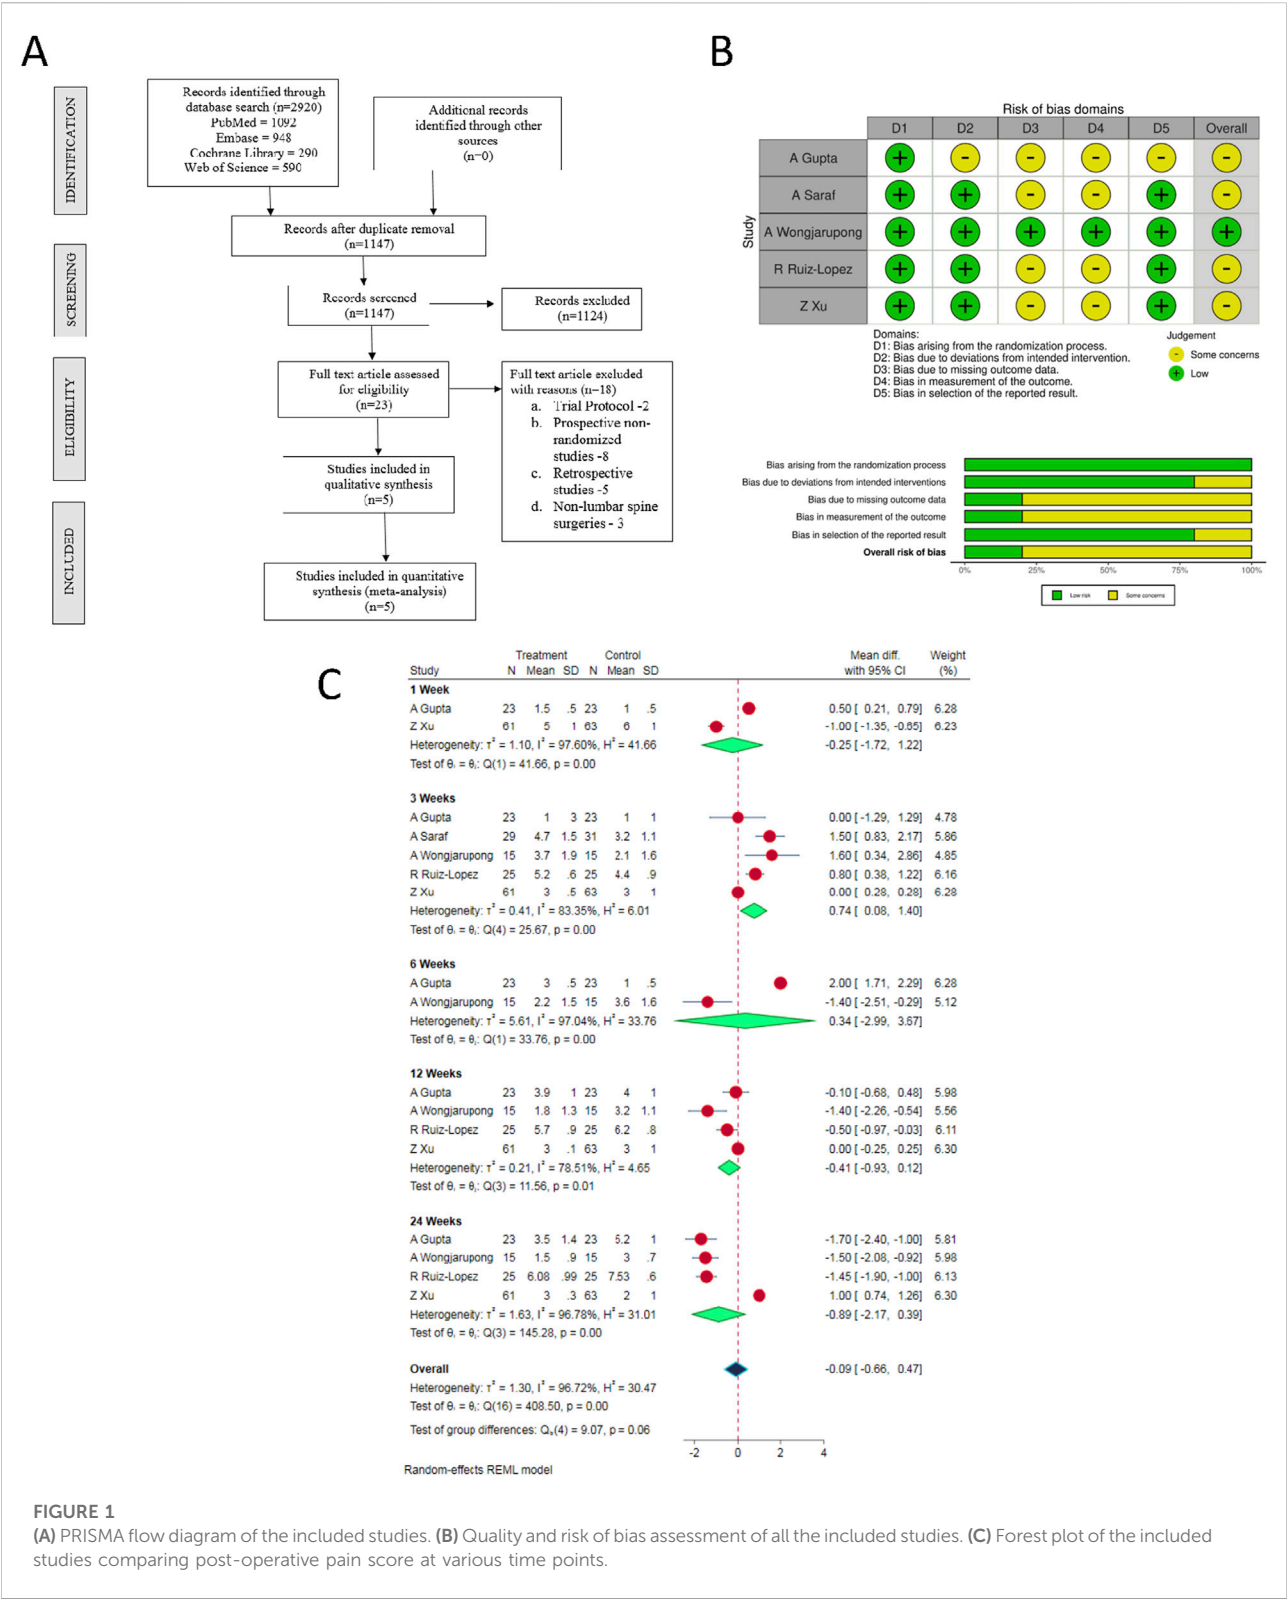 A
IDENTIFICATION
Records identified through
database search (n=2920)
PubMed = 1092
Embase = 948
Cochrane Library = 290
Web of Science = 590
Additional records
identified through other
sources
(n=0)
Records after duplicate removal
(n=1147)
SCREENING
Records screened
(n=1147)
Records excluded
(n=1124)
ELIGIBILITY
Full text article assessed
for eligibility
(n=23)
Full text article excluded
with reasons (n=18)
a. Trial Protocol -2
b. Prospective non-
randomized
studies -8
c. Retrospective
studies -5
d. Non-lumbar spine
surgeries - 3
Studies included in
qualitative synthesis
(n=5)
INCLUDED
Studies included in quantitative
synthesis (meta-analysis)
(n=5)
B
Risk of bias domains
D1 D2 D3 D4 D5 Overall
Study
A Gupta + - - - - -
A Saraf + + - - + -
A Wongjarupong + + + + + +
R Ruiz-Lopez + + - - + -
Z Xu + + - - + -
Domains:
D1: Bias arising from the randomization process.
D2: Bias due to deviations from intended intervention.
D3: Bias due to missing outcome data.
D4: Bias in measurement of the outcome.
D5: Bias in selection of the reported result.
Judgement
- Some concerns
+ Low
Bias arising from the randomization process
Bias due to deviations from intended interventions
Bias due to missing outcome data
Bias in measurement of the outcome
Bias in selection of the reported result
Overall risk of bias
0% 25% 50% 75% 100%
Low risk Some concerns
C
Treatment Control Mean diff. Weight
Study N Mean SD N Mean SD with 95% CI (%)
1 Week
A Gupta 23 1.5 .5 23 1 .5 0.50 [ 0.21, 0.79] 6.28
Z Xu 61 5 1 63 6 1 -1.00 [ -1.35, -0.65] 6.23
Heterogeneity: τ² = 1.10, I² = 97.60%, H² = 41.66 -0.25 [ -1.72, 1.22]
Test of θᵢ = θⱼ: Q(1) = 41.66, p = 0.00
3 Weeks
A Gupta 23 1 3 23 1 1 0.00 [ -1.29, 1.29] 4.78
A Saraf 29 4.7 1.5 31 3.2 1.1 1.50 [ 0.83, 2.17] 5.86
A Wongjarupong 15 3.7 1.9 15 2.1 1.6 1.60 [ 0.34, 2.86] 4.85
R Ruiz-Lopez 25 5.2 .6 25 4.4 .9 0.80 [ 0.38, 1.22] 6.16
Z Xu 61 3 .5 63 3 1 0.00 [ 0.28, 0.28] 6.28
Heterogeneity: τ² = 0.41, I² = 83.35%, H² = 6.01 0.74 [ 0.08, 1.40]
Test of θᵢ = θⱼ: Q(4) = 25.67, p = 0.00
6 Weeks
A Gupta 23 3 .5 23 1 .5 2.00 [ 1.71, 2.29] 6.28
A Wongjarupong 15 2.2 1.5 15 3.6 1.6 -1.40 [ -2.51, -0.29] 5.12
Heterogeneity: τ² = 5.61, I² = 97.04%, H² = 33.76 0.34 [ -2.99, 3.67]
Test of θᵢ = θⱼ: Q(1) = 33.76, p = 0.00
12 Weeks
A Gupta 23 3.9 1 23 4 1 -0.10 [ -0.68, 0.48] 5.98
A Wongjarupong 15 1.8 1.3 15 3.2 1.1 -1.40 [ -2.26, -0.54] 5.56
R Ruiz-Lopez 25 5.7 .9 25 6.2 .8 -0.50 [ -0.97, -0.03] 6.11
Z Xu 61 3 .1 63 3 1 0.00 [ -0.25, 0.25] 6.30
Heterogeneity: τ² = 0.21, I² = 78.51%, H² = 4.65 -0.41 [ -0.93, 0.12]
Test of θᵢ = θⱼ: Q(3) = 11.56, p = 0.01
24 Weeks
A Gupta 23 3.5 1.4 23 5.2 1 -1.70 [ -2.40, -1.00] 5.81
A Wongjarupong 15 1.5 .9 15 3 .7 -1.50 [ -2.08, -0.92] 5.98
R Ruiz-Lopez 25 6.08 .99 25 7.53 .6 -1.45 [ -1.90, -1.00] 6.13
Z Xu 61 3 .3 63 2 1 1.00 [ 0.74, 1.26] 6.30
Heterogeneity: τ² = 1.63, I² = 96.78%, H² = 31.01 -0.89 [ -2.17, 0.39]
Test of θᵢ = θⱼ: Q(3) = 145.28, p = 0.00
Overall -0.09 [ -0.66, 0.47]
Heterogeneity: τ² = 1.30, I² = 96.72%, H² = 30.47
Test of θᵢ = θⱼ: Q(16) = 408.50, p = 0.00
Test of group differences: Qₐ(4) = 9.07, p = 0.06
-2 0 2 4
Random-effects REML model
FIGURE 1
(A) PRISMA flow diagram of the included studies. (B) Quality and risk of bias assessment of all the included studies. (C) Forest plot of the included
studies comparing post-operative pain score at various time points.